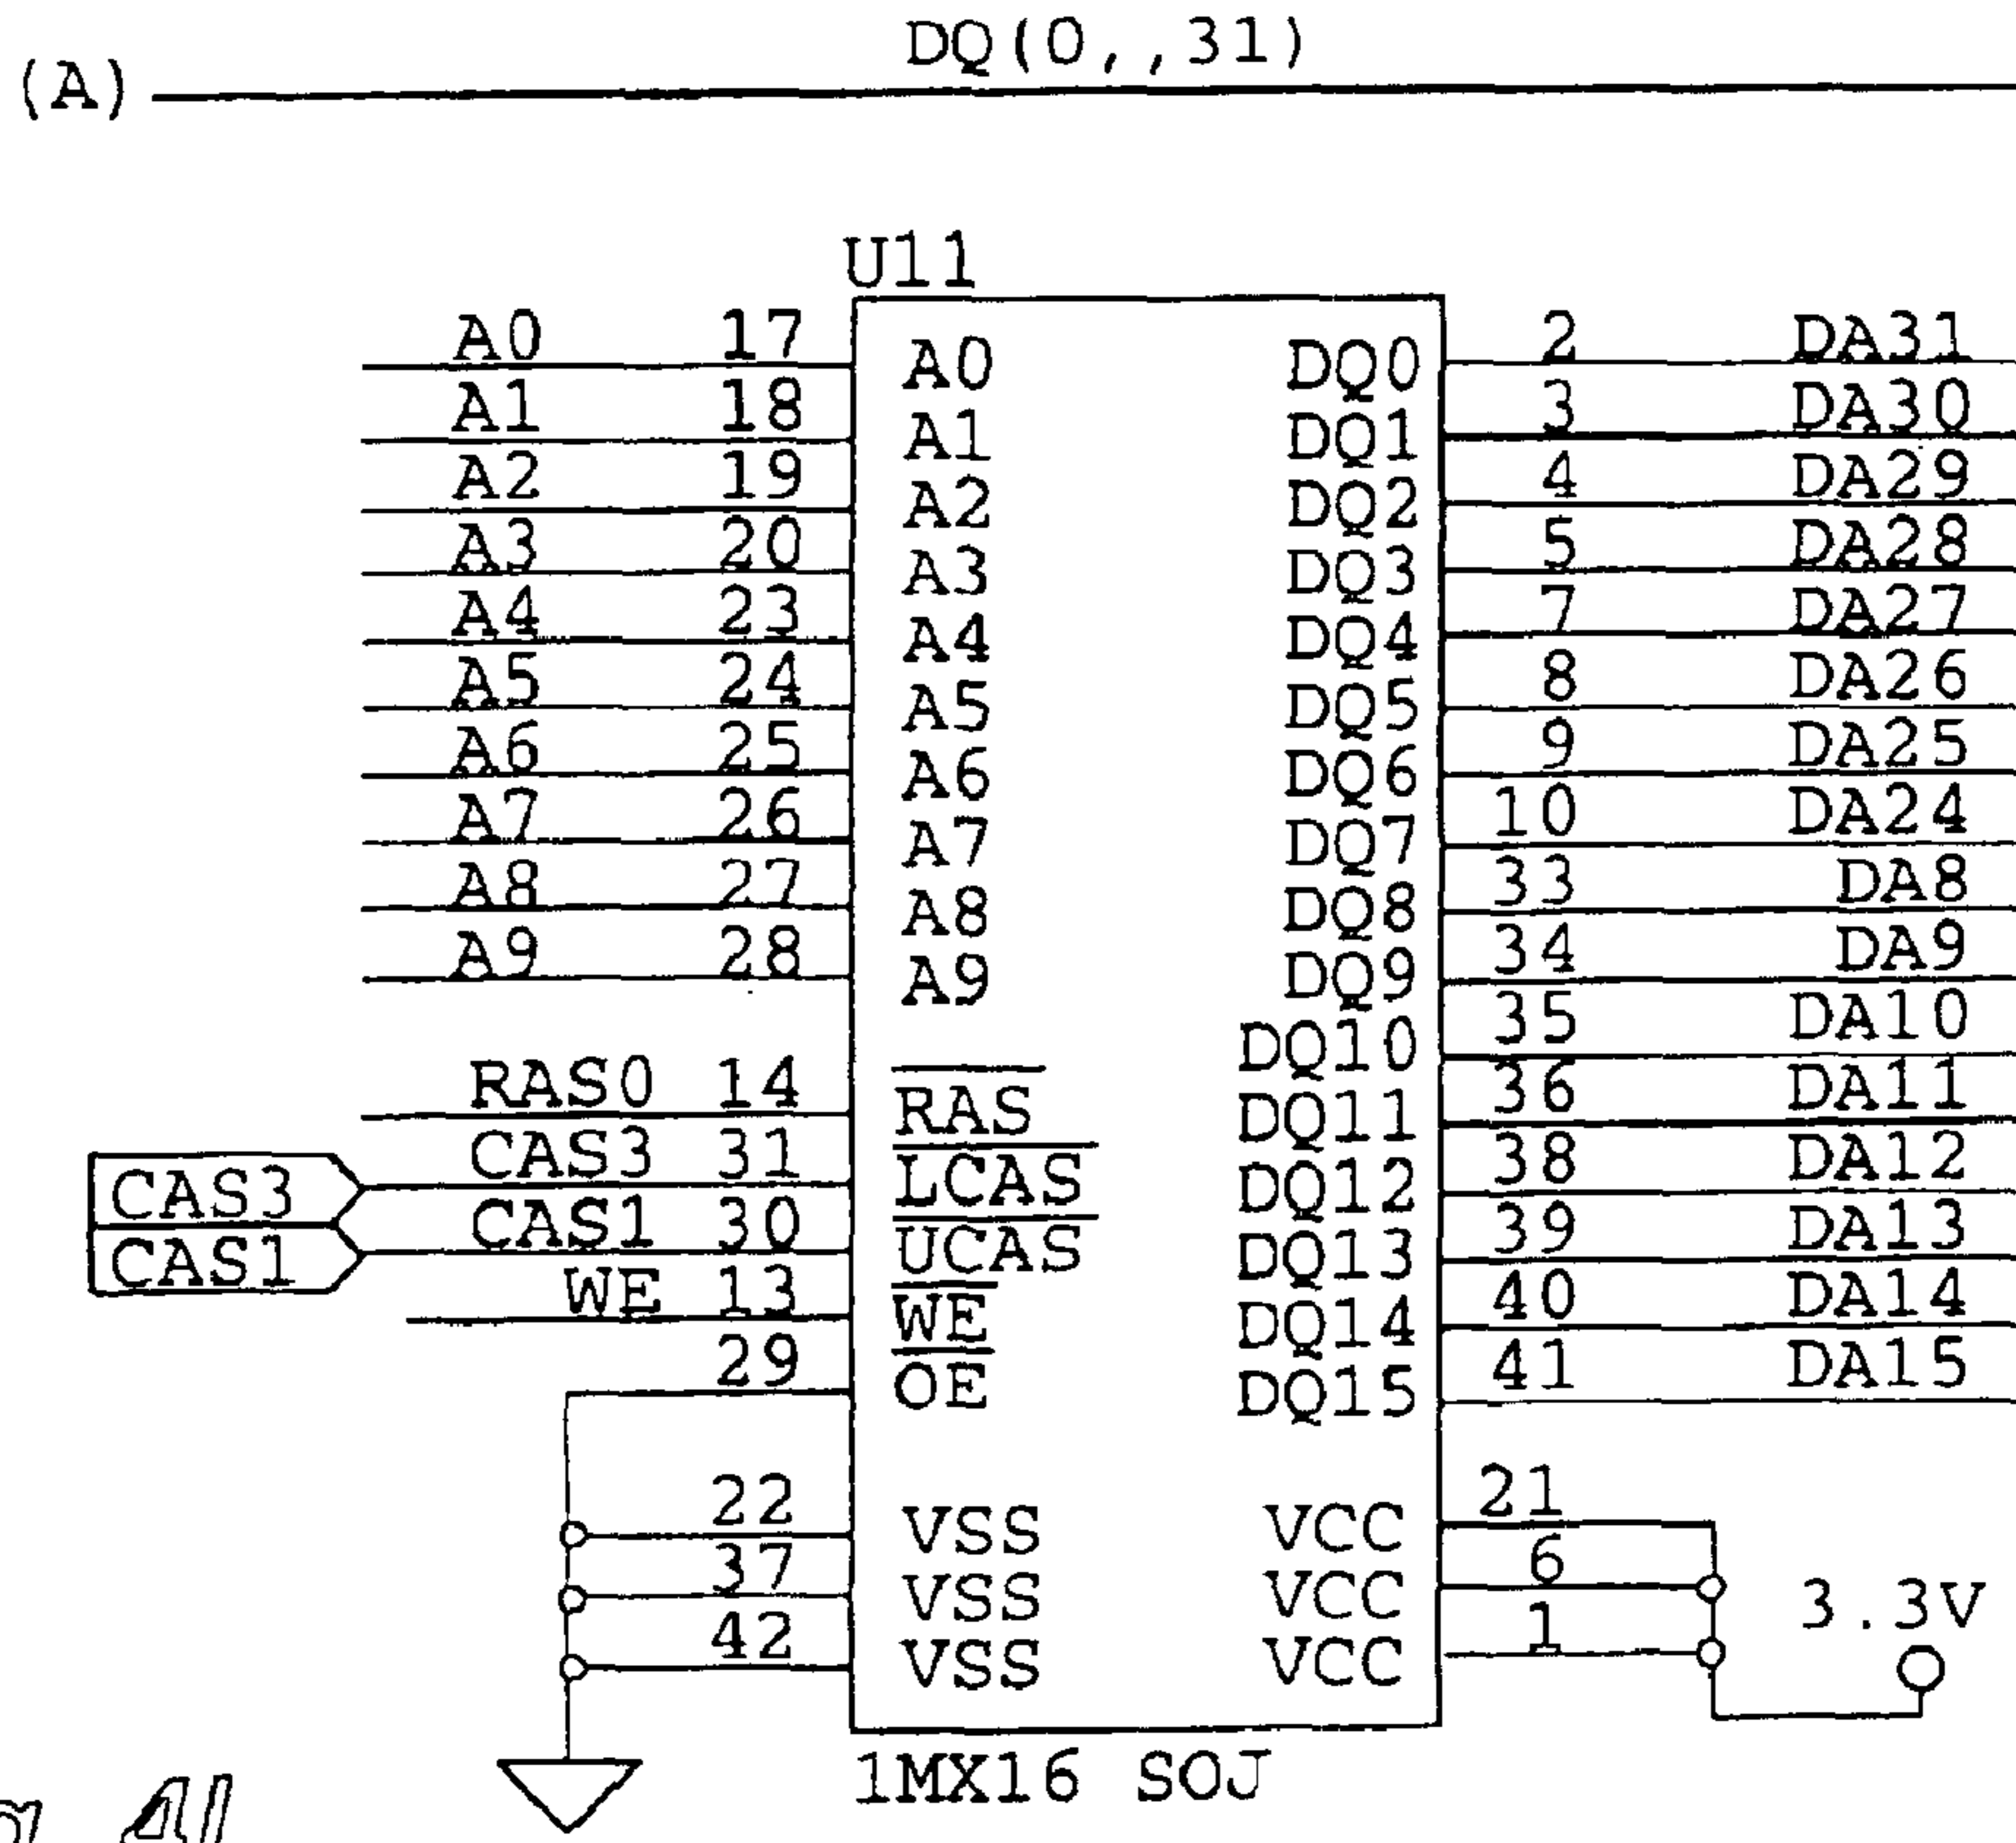 DQ(0,,31)
(A)
U11
A0 17 A0 DQ0 2 DA31
A1 18 A1 DQ1 3 DA30
A2 19 A2 DQ2 4 DA29
A3 20 A3 DQ3 5 DA28
A4 23 A4 DQ4 7 DA27
A5 24 A5 DQ5 8 DA26
A6 25 A6 DQ6 9 DA25
A7 26 A7 DQ7 10 DA24
A8 27 A8 DQ8 33 DA8
A9 28 A9 DQ9 34 DA9
DQ10 35 DA10
RAS0 14 RAS DQ11 36 DA11
CAS3 CAS3 31 LCAS DQ12 38 DA12
CAS1 CAS1 30 UCAS DQ13 39 DA13
WE 13 WE DQ14 40 DA14
29 OE DQ15 41 DA15
22 VSS VCC 21
37 VSS VCC 6
42 VSS VCC 1
3.3V
1MX16 SOJ